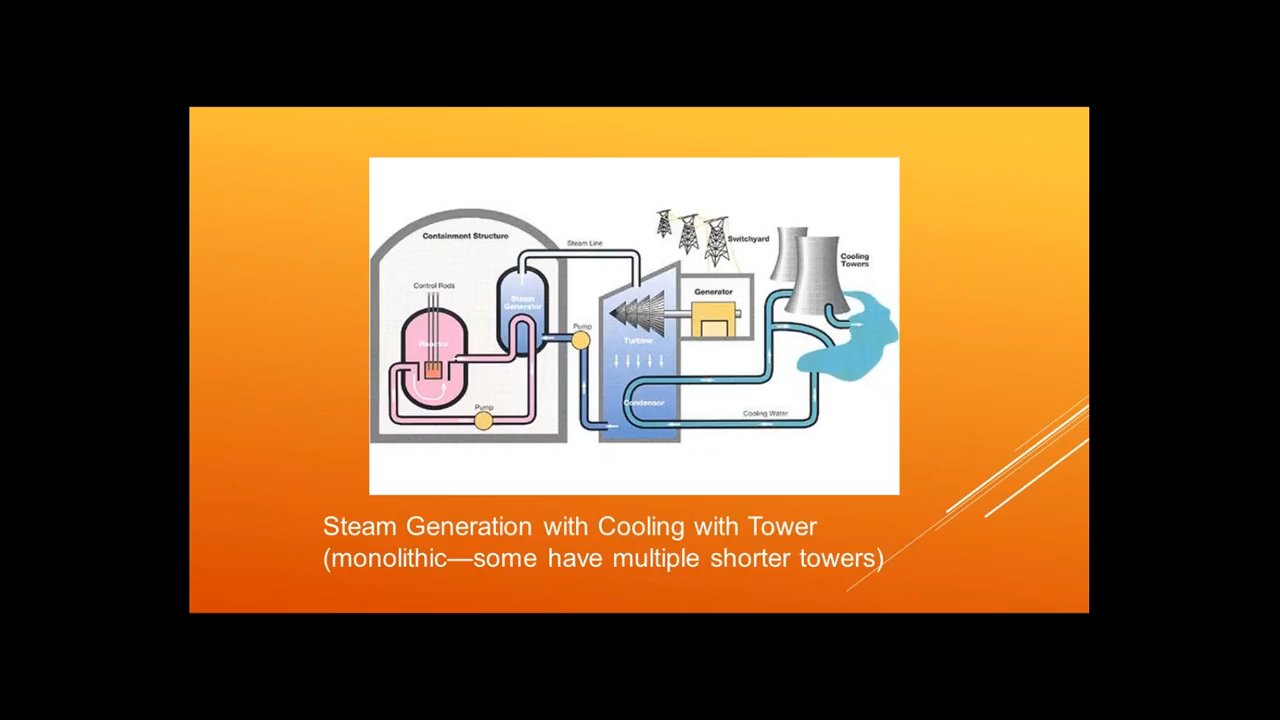 Containment Structure
Steam Line
Switchyard
Cooling
Towers
Control Rods
Steam
Generator
Generator
Pump
Reactor
Turbine
Pump
Condensor
Cooling Water
Steam Generation with Cooling with Tower
(monolithic—some have multiple shorter towers)